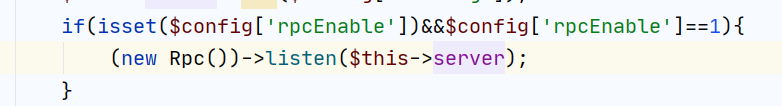 if(isset($config['rpcEnable'])&&$config['rpcEnable']==1){
(new Rpc())->listen($this->server);
}